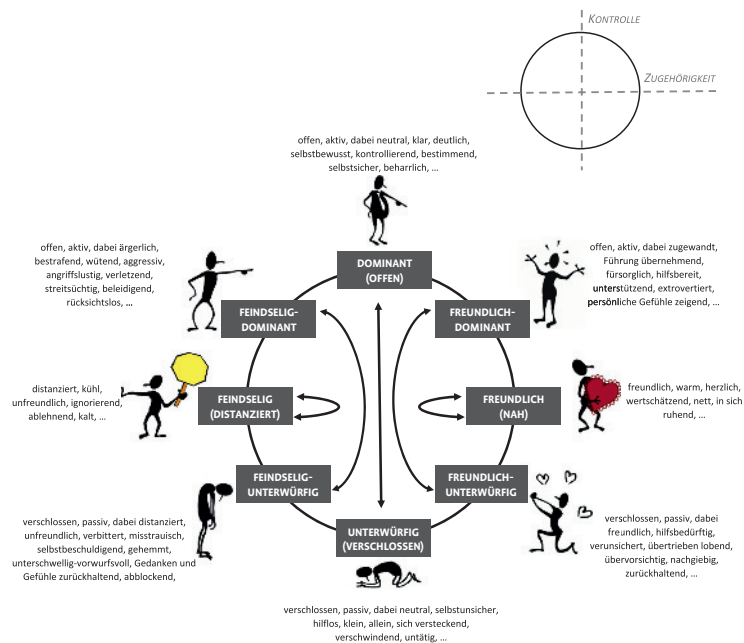 KONTROLLE
ZUGEHÖRIGKEIT
offen, aktiv, dabei neutral, klar, deutlich,
selbstbewusst, kontrollierend, bestimmend,
selbstsicher, beharrlich, ...
DOMINANT
(OFFEN)
offen, aktiv, dabei ärgerlich,
bestrafend, wütend, aggressiv,
angriffslustig, verletzend,
streitsüchtig, beleidigend,
rücksichtslos, ...
FEINDSELIG-
DOMINANT
offen, aktiv, dabei zugewandt,
Führung übernehmend,
fürsorglich, hilfsbereit,
unterstützend, extrovertiert,
persönliche Gefühle zeigend, ...
FREUNDLICH-
DOMINANT
distanziert, kühl,
unfreundlich, ignorierend,
ablehnend, kalt, ...
FEINDSELIG
(DISTANZIERT)
FREUNDLICH
(NAH)
freundlich, warm, herzlich,
wertschätzend, nett, in sich
ruhend, ...
FEINDSELIG-
UNTERWÜRFIG
FREUNDLICH-
UNTERWÜRFIG
verschlossen, passiv, dabei distanziert,
unfreundlich, verbittert, misstrauisch,
selbstbeschuldigend, gehemmt,
unterschwellig-vorwurfsvoll, Gedanken und
Gefühle zurückhaltend, abblockend,
verschlossen, passiv, dabei
freundlich, hilfsbedürftig,
verunsichert, übertrieben lobend,
übervorsichtig, nachgiebig,
zurückhaltend, ...
UNTERWÜRFIG
(VERSCHLOSSEN)
verschlossen, passiv, dabei neutral, selbstunsicher,
hilflos, klein, allein, sich versteckend,
verschwindend, untätig, ...